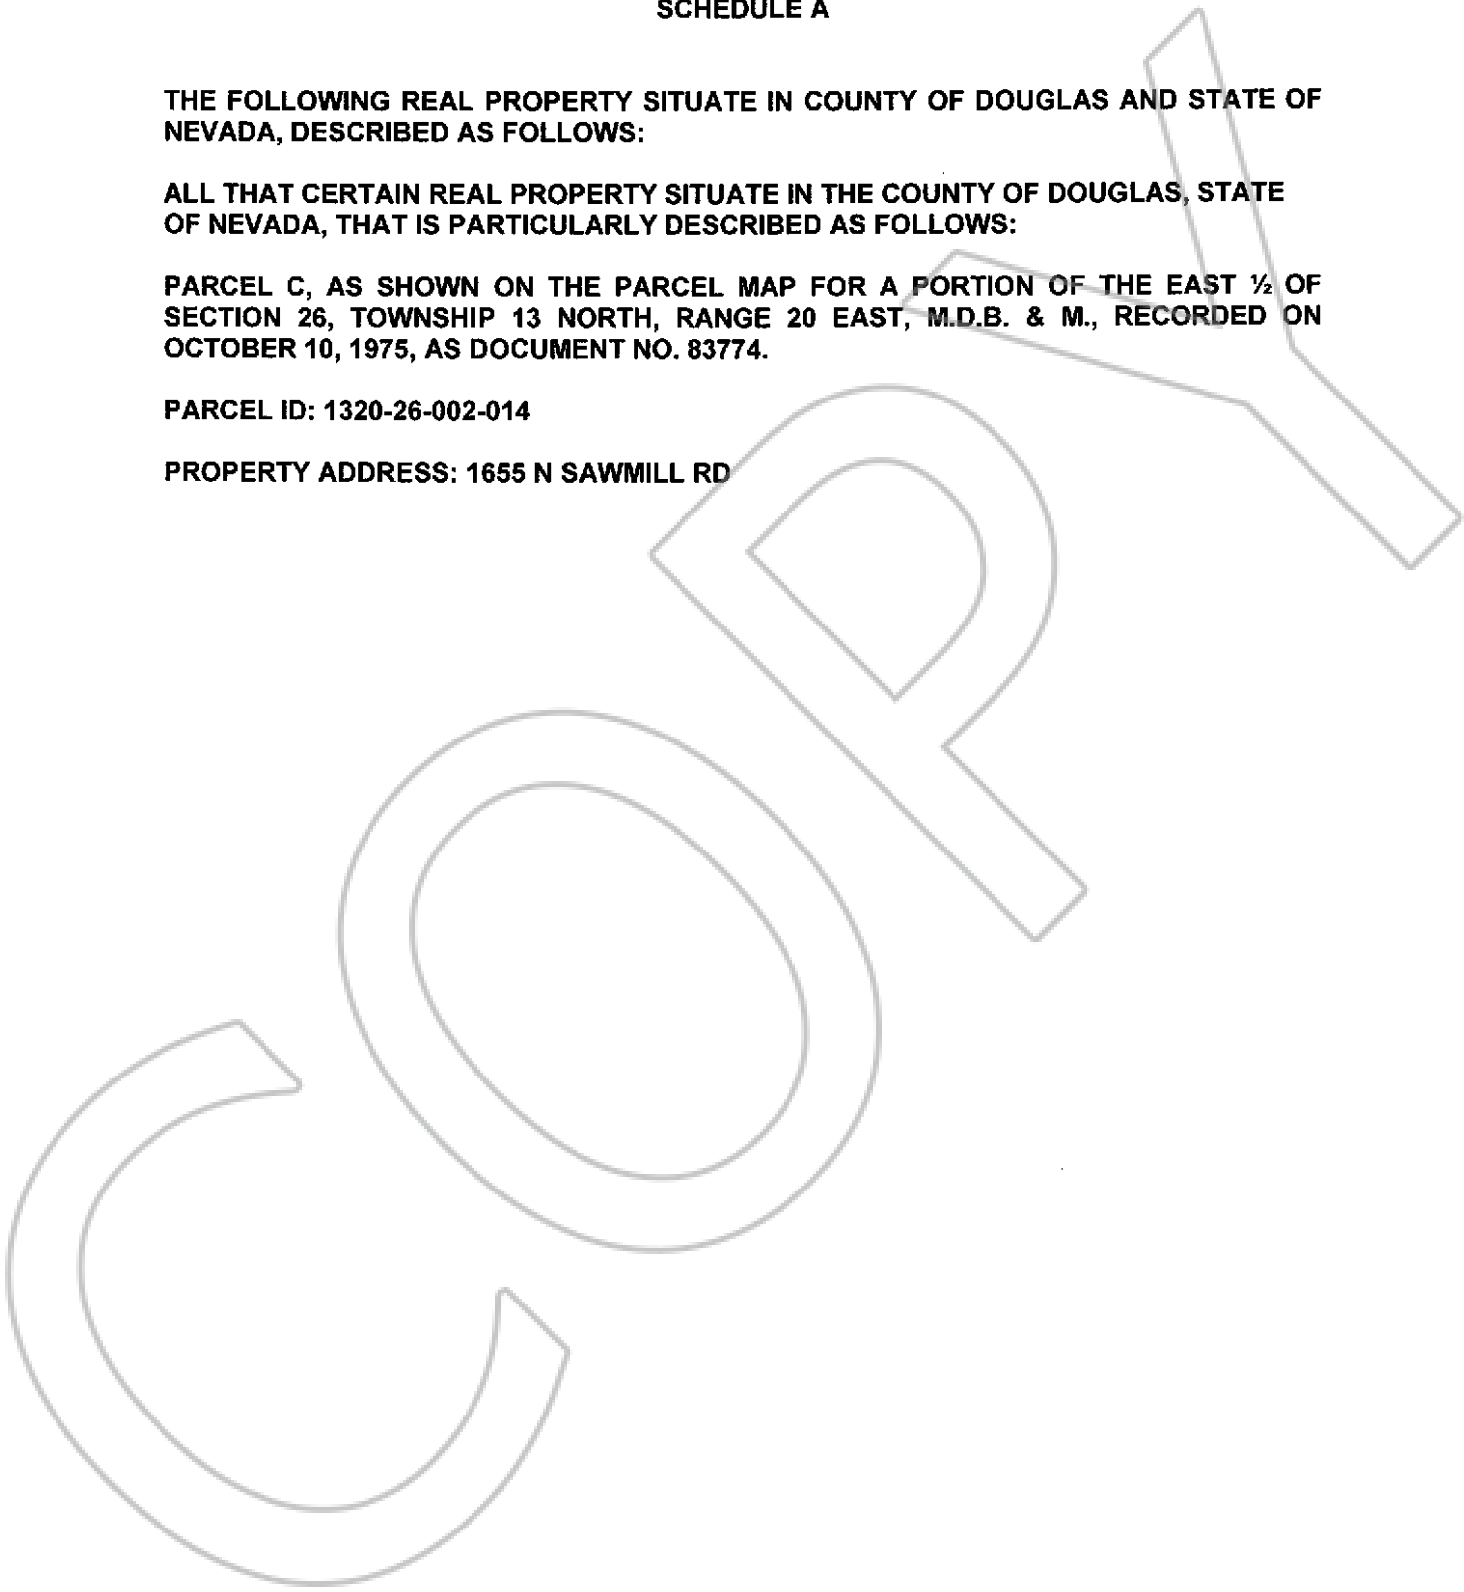 SCHEDULE A
THE FOLLOWING REAL PROPERTY SITUATE IN COUNTY OF DOUGLAS AND STATE OF
NEVADA, DESCRIBED AS FOLLOWS:
ALL THAT CERTAIN REAL PROPERTY SITUATE IN THE COUNTY OF DOUGLAS, STATE
OF NEVADA, THAT IS PARTICULARLY DESCRIBED AS FOLLOWS:
PARCEL C, AS SHOWN ON THE PARCEL MAP FOR A PORTION OF THE EAST ½ OF
SECTION 26, TOWNSHIP 13 NORTH, RANGE 20 EAST, M.D.B. & M., RECORDED ON
OCTOBER 10, 1975, AS DOCUMENT NO. 83774.
PARCEL ID: 1320-26-002-014
PROPERTY ADDRESS: 1655 N SAWMILL RD
COPY